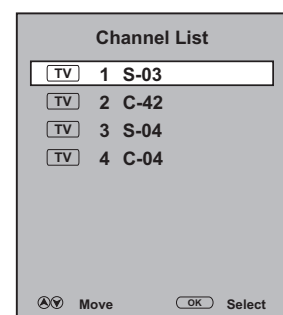 Channel List
TV 1 S-03
TV 2 C-42
TV 3 S-04
TV 4 C-04
Move OK Select